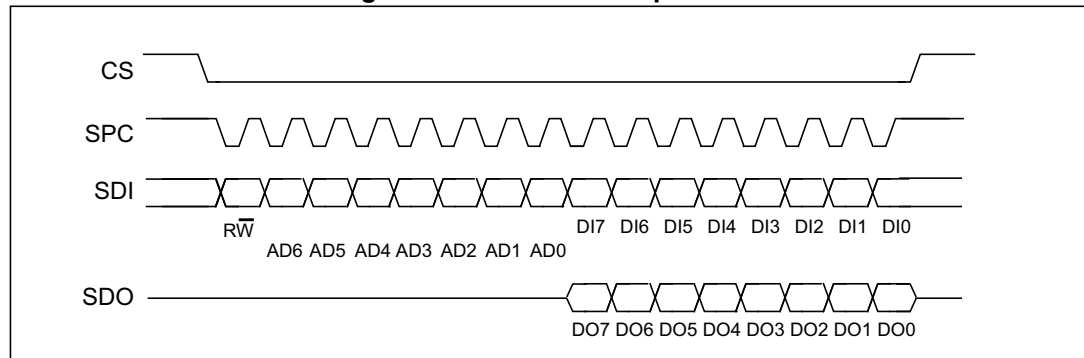 CS
SPC
SDI
RW̅
DI7 DI6 DI5 DI4 DI3 DI2 DI1 DI0
AD6 AD5 AD4 AD3 AD2 AD1 AD0
SDO
DO7 DO6 DO5 DO4 DO3 DO2 DO1 DO0